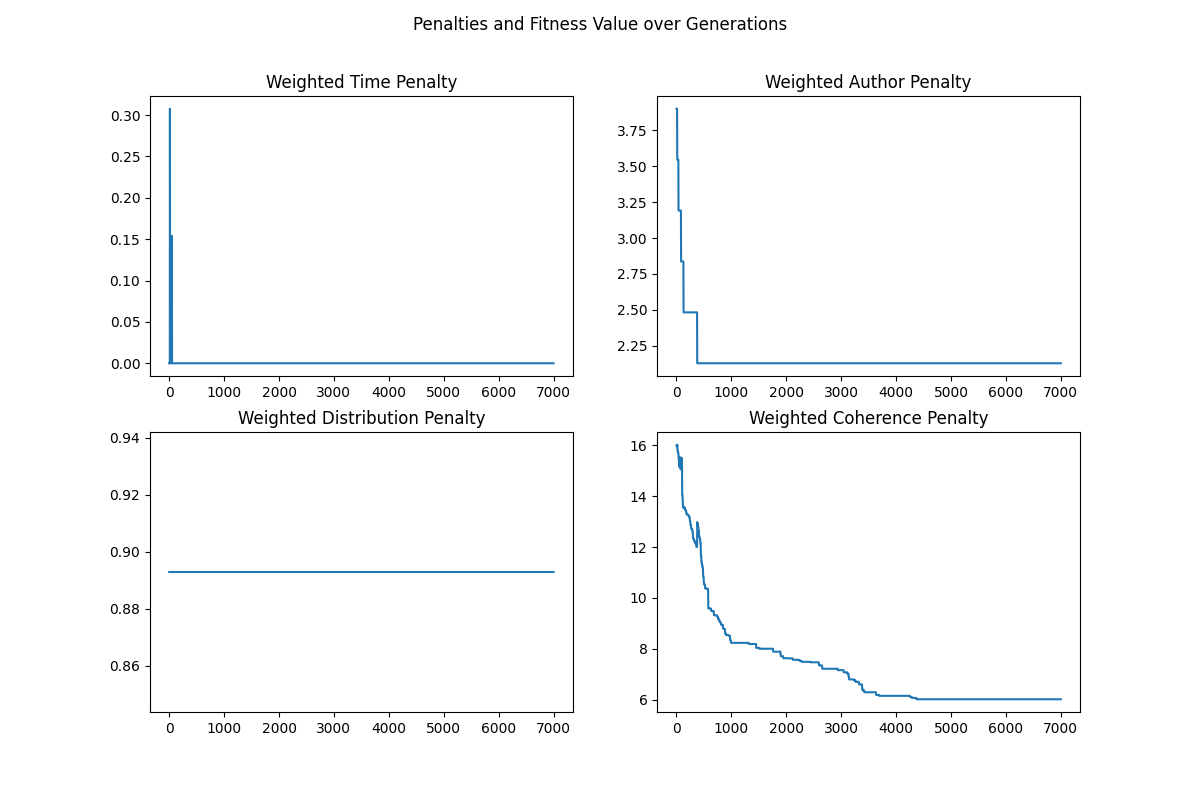 Penalties and Fitness Value over Generations
Weighted Time Penalty
0.30
0.25
0.20
0.15
0.10
0.05
0.00
0 1000 2000 3000 4000 5000 6000 7000
Weighted Author Penalty
3.75
3.50
3.25
3.00
2.75
2.50
2.25
0 1000 2000 3000 4000 5000 6000 7000
Weighted Distribution Penalty
0.94
0.92
0.90
0.88
0.86
0 1000 2000 3000 4000 5000 6000 7000
Weighted Coherence Penalty
16
14
12
10
8
6
0 1000 2000 3000 4000 5000 6000 7000